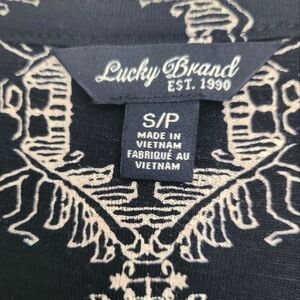 Lucky Brand
EST. 1990
S/P
MADE IN
VIETNAM
FABRIQUÉ AU
VIETNAM